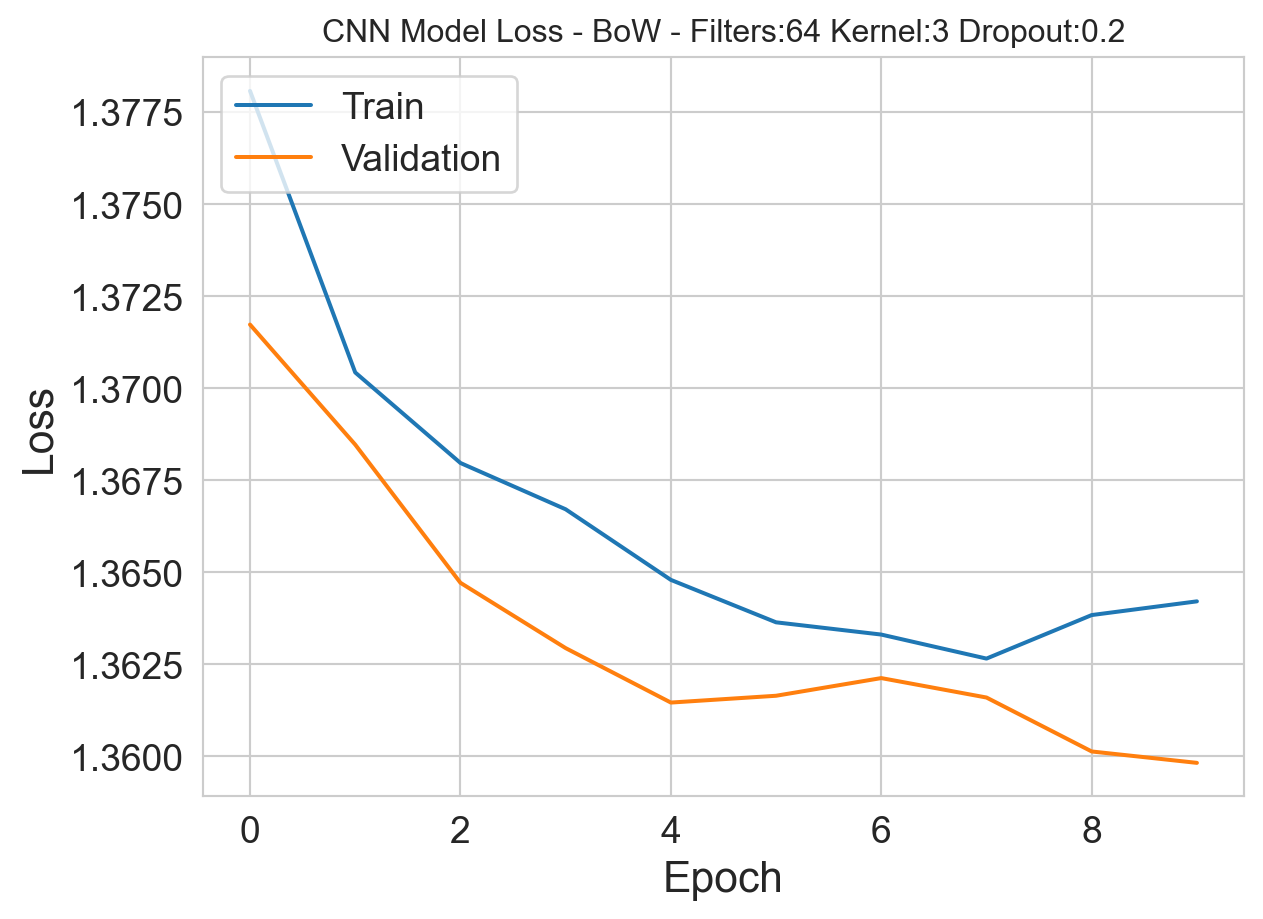 CNN Model Loss - BoW - Filters:64 Kernel:3 Dropout:0.2
Train
Validation
1.3775
1.3750
1.3725
1.3700
1.3675
1.3650
1.3625
1.3600
Loss
0 2 4 6 8
Epoch